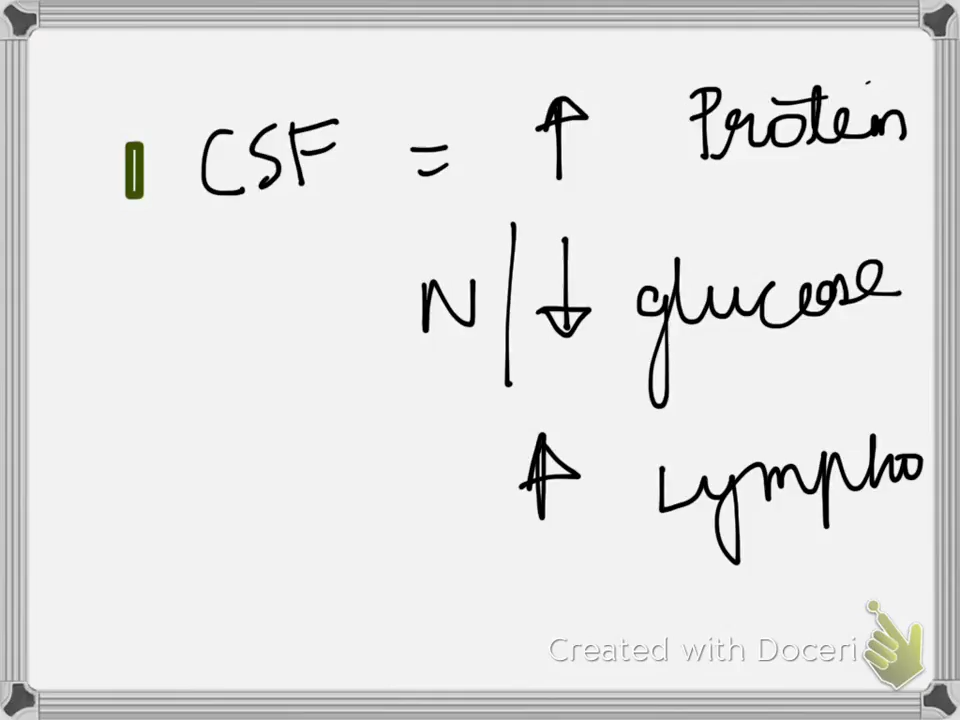 CSF = ↑ Protein
N/↓ glucose
↑ Lympho
Created with Doceri